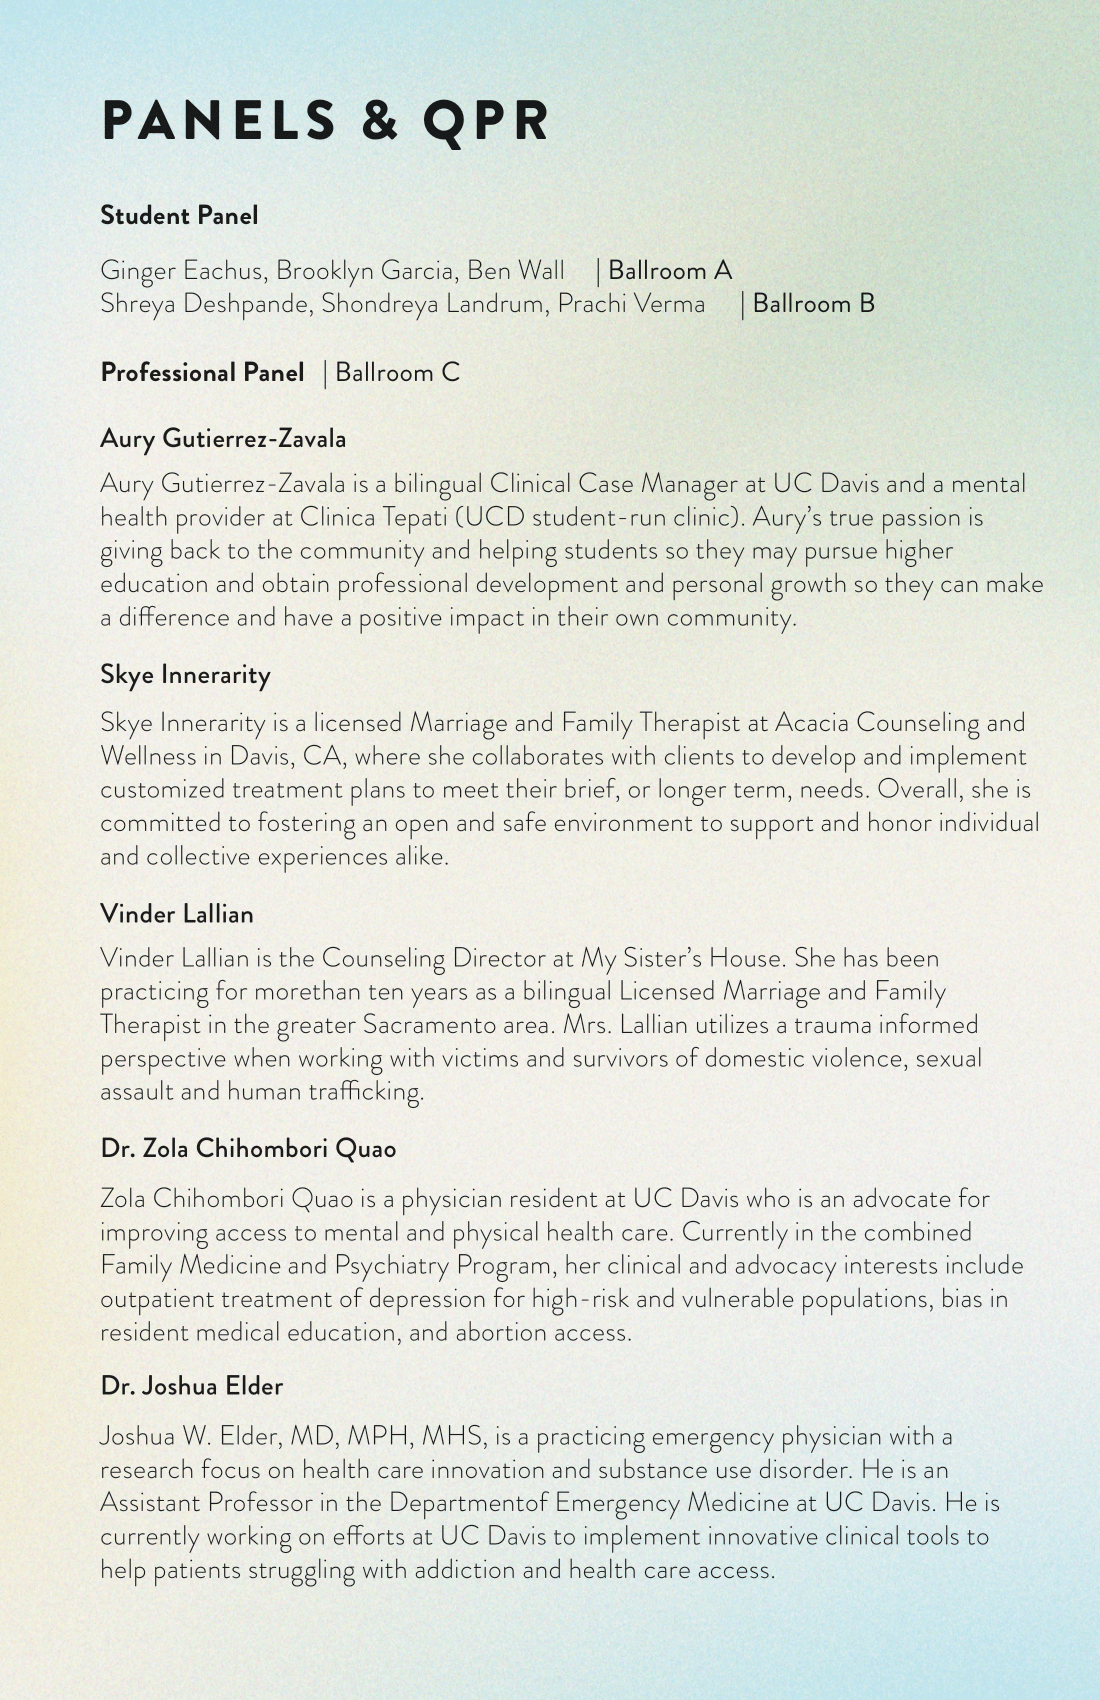 PANELS & QPR
Student Panel
Ginger Eachus, Brooklyn Garcia, Ben Wall | Ballroom A
Shreya Deshpande, Shondreya Landrum, Prachi Verma | Ballroom B
Professional Panel | Ballroom C
Aury Gutierrez-Zavala
Aury Gutierrez-Zavala is a bilingual Clinical Case Manager at UC Davis and a mental
health provider at Clinica Tepati (UCD student-run clinic). Aury's true passion is
giving back to the community and helping students so they may pursue higher
education and obtain professional development and personal growth so they can make
a difference and have a positive impact in their own community.
Skye Innerarity
Skye Innerarity is a licensed Marriage and Family Therapist at Acacia Counseling and
Wellness in Davis, CA, where she collaborates with clients to develop and implement
customized treatment plans to meet their brief, or longer term, needs. Overall, she is
committed to fostering an open and safe environment to support and honor individual
and collective experiences alike.
Vinder Lallian
Vinder Lallian is the Counseling Director at My Sister's House. She has been
practicing for morethan ten years as a bilingual Licensed Marriage and Family
Therapist in the greater Sacramento area. Mrs. Lallian utilizes a trauma informed
perspective when working with victims and survivors of domestic violence, sexual
assault and human trafficking.
Dr. Zola Chihombori Quao
Zola Chihombori Quao is a physician resident at UC Davis who is an advocate for
improving access to mental and physical health care. Currently in the combined
Family Medicine and Psychiatry Program, her clinical and advocacy interests include
outpatient treatment of depression for high-risk and vulnerable populations, bias in
resident medical education, and abortion access.
Dr. Joshua Elder
Joshua W. Elder, MD, MPH, MHS, is a practicing emergency physician with a
research focus on health care innovation and substance use disorder. He is an
Assistant Professor in the Departmentof Emergency Medicine at UC Davis. He is
currently working on efforts at UC Davis to implement innovative clinical tools to
help patients struggling with addiction and health care access.